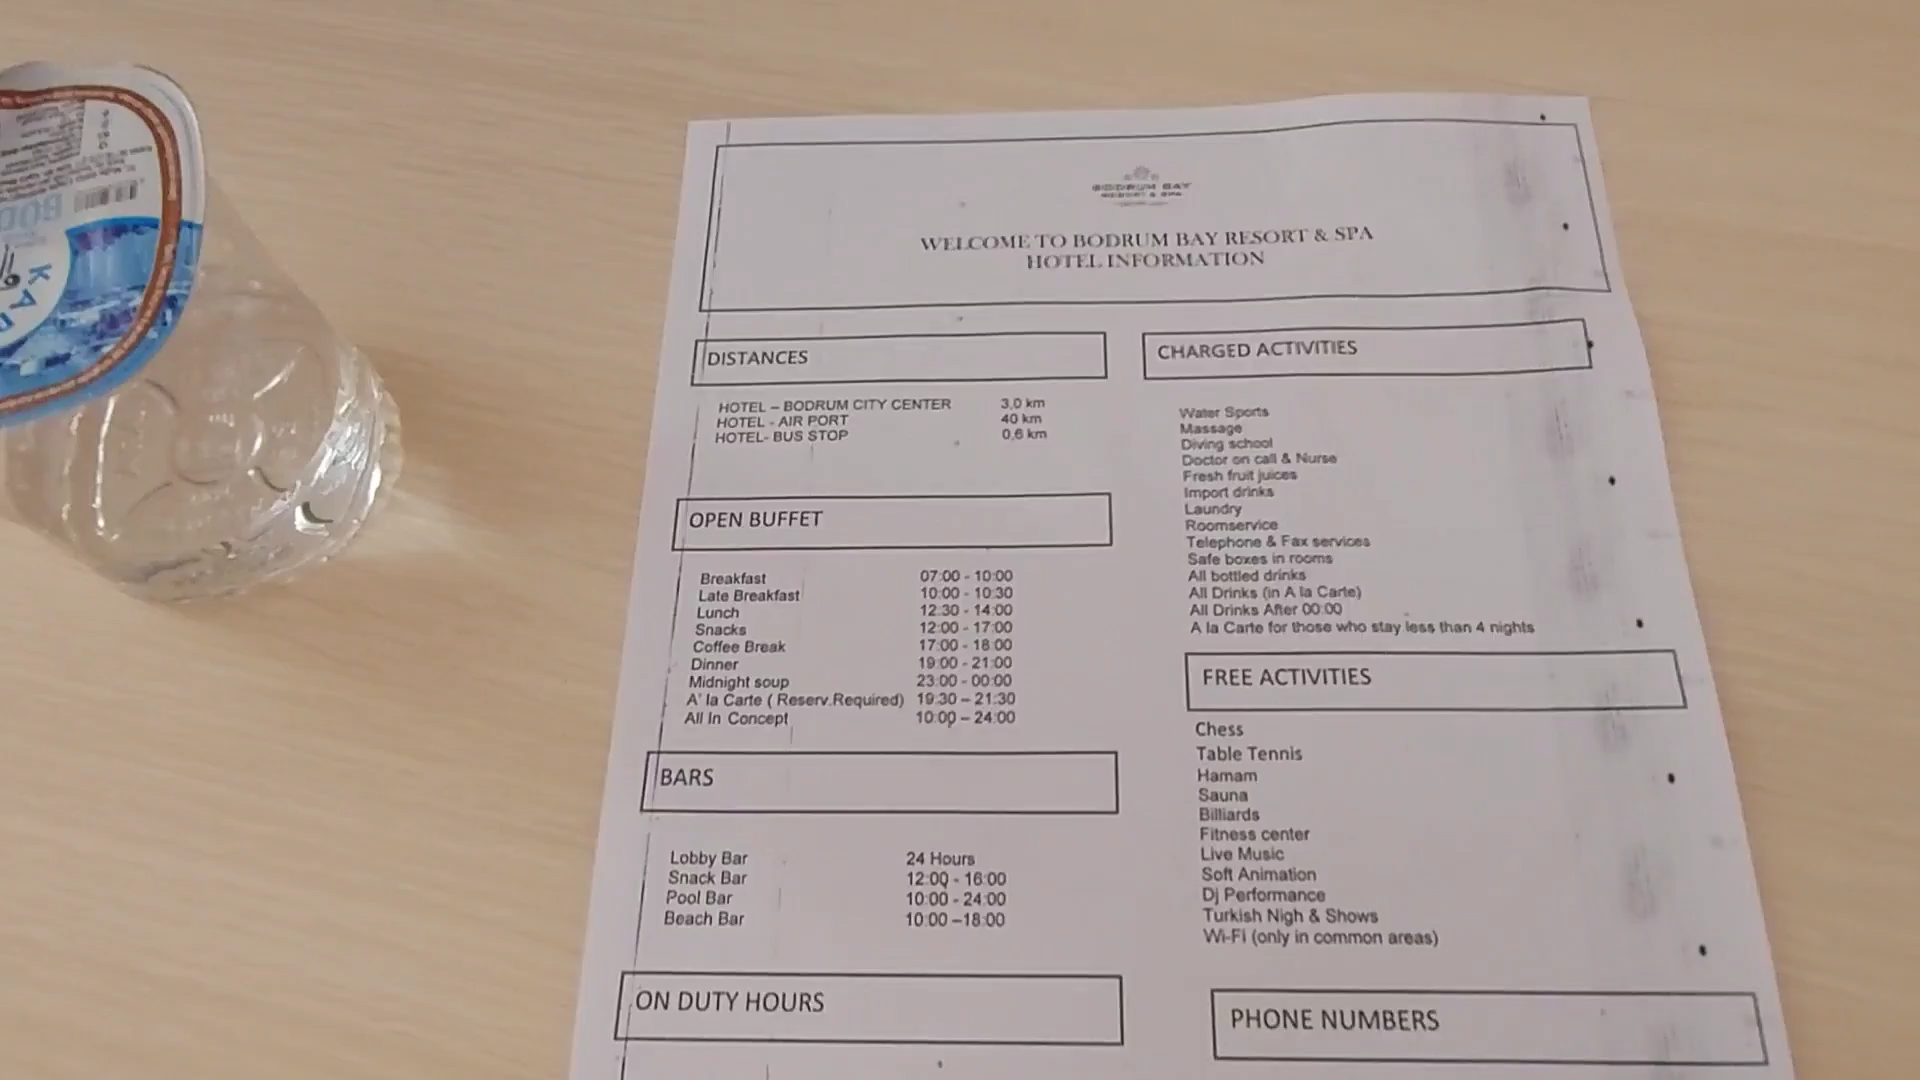 BODRUM BAY
RESORT & SPA
WELCOME TO BODRUM BAY RESORT & SPA
HOTEL INFORMATION
DISTANCES
HOTEL – BODRUM CITY CENTER 3,0 km
HOTEL - AIR PORT 40 km
HOTEL- BUS STOP 0,6 km
OPEN BUFFET
Breakfast 07:00 - 10:00
Late Breakfast 10:00 - 10:30
Lunch 12:30 - 14:00
Snacks 12:00 - 17:00
Coffee Break 17:00 - 18:00
Dinner 19:00 - 21:00
Midnight soup 23:00 - 00:00
A' la Carte ( Reserv.Required) 19:30 – 21:30
All In Concept 10:00 – 24:00
BARS
Lobby Bar 24 Hours
Snack Bar 12:00 - 16:00
Pool Bar 10:00 - 24:00
Beach Bar 10:00 –18:00
ON DUTY HOURS
CHARGED ACTIVITIES
Water Sports
Massage
Diving school
Doctor on call & Nurse
Fresh fruit juices
Import drinks
Laundry
Roomservice
Telephone & Fax services
Safe boxes in rooms
All bottled drinks
All Drinks (in A la Carte)
All Drinks After 00:00
A la Carte for those who stay less than 4 nights
FREE ACTIVITIES
Chess
Table Tennis
Hamam
Sauna
Billiards
Fitness center
Live Music
Soft Animation
Dj Performance
Turkish Nigh & Shows
Wi-Fi (only in common areas)
PHONE NUMBERS